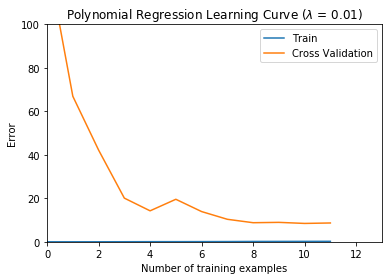 Polynomial Regression Learning Curve (λ = 0.01)
Train
Cross Validation
100
80
60
40
20
0
Error
0 2 4 6 8 10 12
Number of training examples